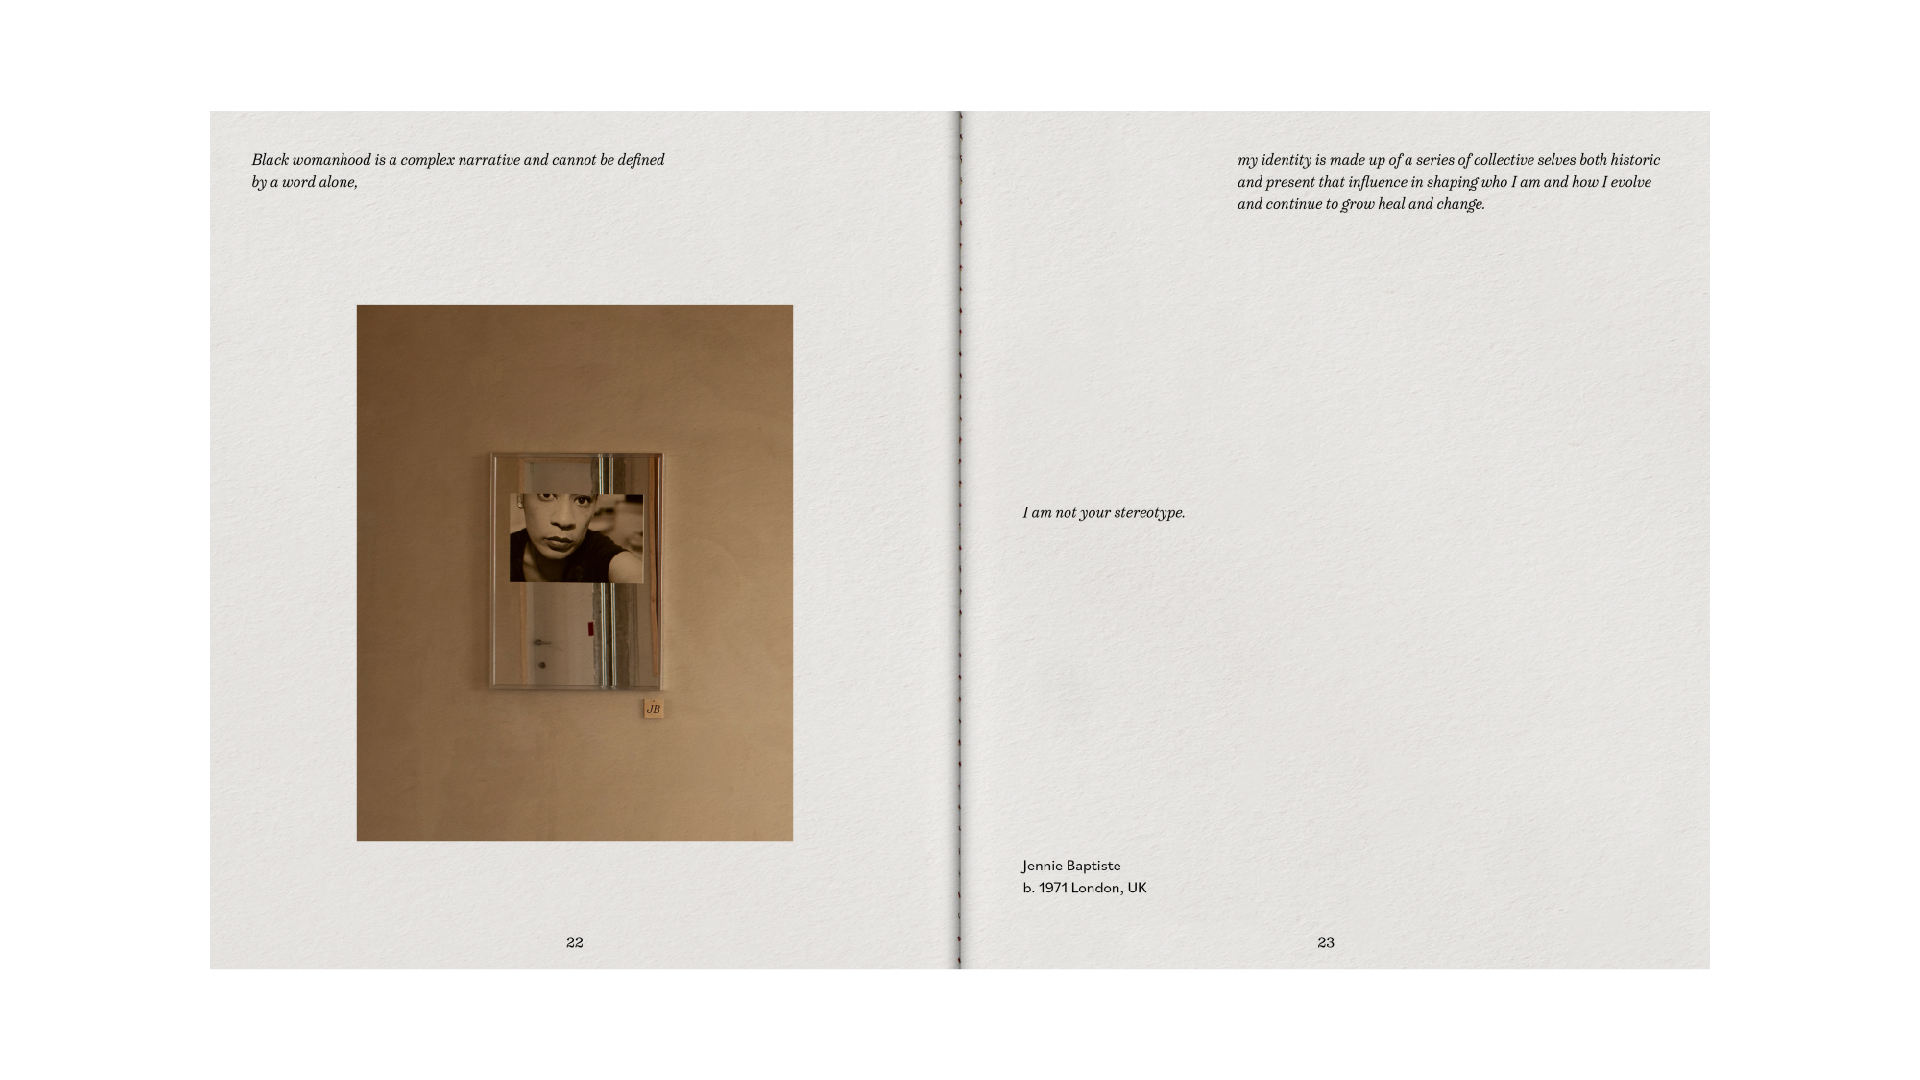 Black womanhood is a complex narrative and cannot be defined
by a word alone,
JB
22
my identity is made up of a series of collective selves both historic
and present that influence in shaping who I am and how I evolve
and continue to grow heal and change.
I am not your stereotype.
Jennie Baptiste
b. 1971 London, UK
23